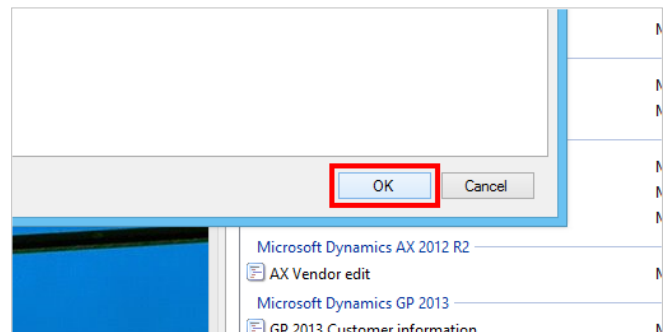 OK
Cancel
Microsoft Dynamics AX 2012 R2
AX Vendor edit
Microsoft Dynamics GP 2013
GP 2013 Customer information